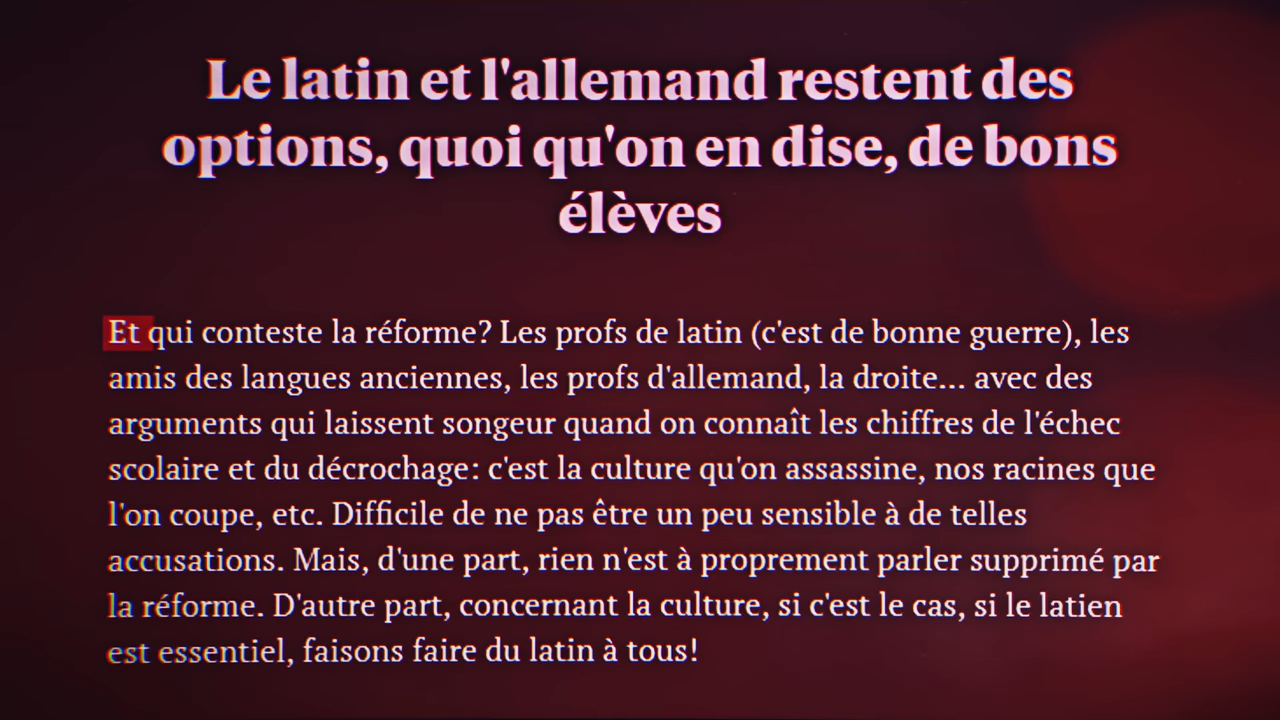 Le latin et l'allemand restent des
options, quoi qu'on en dise, de bons
élèves
Et qui conteste la réforme? Les profs de latin (c'est de bonne guerre), les
amis des langues anciennes, les profs d'allemand, la droite... avec des
arguments qui laissent songeur quand on connaît les chiffres de l'échec
scolaire et du décrochage: c'est la culture qu'on assassine, nos racines que
l'on coupe, etc. Difficile de ne pas être un peu sensible à de telles
accusations. Mais, d'une part, rien n'est à proprement parler supprimé par
la réforme. D'autre part, concernant la culture, si c'est le cas, si le latien
est essentiel, faisons faire du latin à tous!